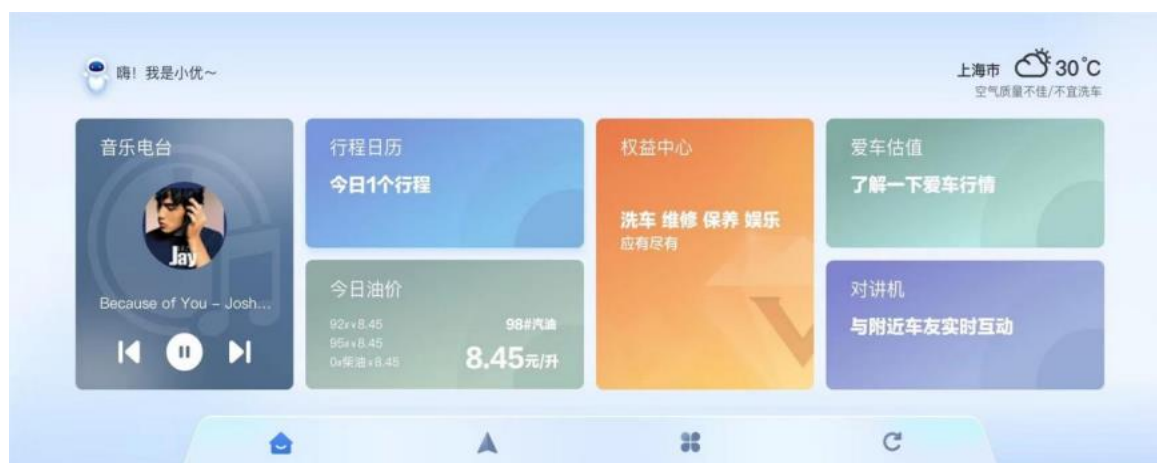 嗨！我是小优～
上海市 30°C
空气质量不佳/不宜洗车
音乐电台
Jay
Because of You - Josh...
行程日历
今日1个行程
今日油价
92#¥8.45
95#¥8.45
0#柴油¥8.45
98#汽油
8.45元/升
权益中心
洗车 维修 保养 娱乐
应有尽有
爱车估值
了解一下爱车行情
对讲机
与附近车友实时互动